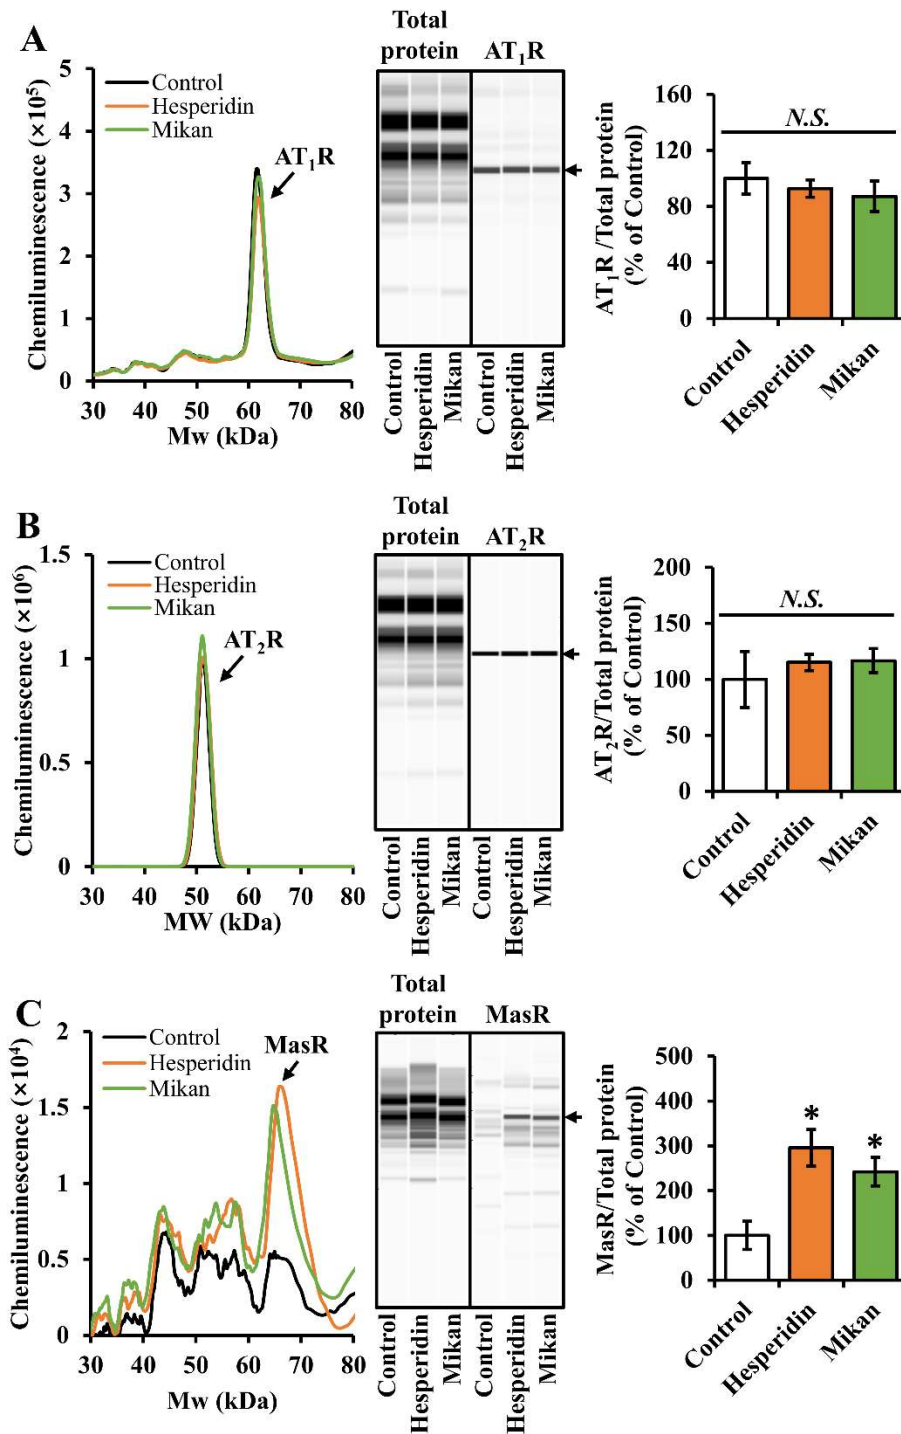 A
Chemiluminescence (×10⁵)
5
4
3
2
1
0
Control
Hesperidin
Mikan
AT₁R
30 40 50 60 70 80
Mw (kDa)
Total
protein
AT₁R
Control
Hesperidin
Mikan
Control
Hesperidin
Mikan
AT₁R /Total protein
(% of Control)
160
120
80
40
0
N.S.
Control
Hesperidin
Mikan
B
Chemiluminescence (×10⁶)
1.5
1
0.5
0
Control
Hesperidin
Mikan
AT₂R
30 40 50 60 70 80
MW (kDa)
Total
protein
AT₂R
Control
Hesperidin
Mikan
Control
Hesperidin
Mikan
AT₂R/Total protein
(% of Control)
200
150
100
50
0
N.S.
Control
Hesperidin
Mikan
C
Chemiluminescence (×10⁴)
2
1.5
1
0.5
0
Control
Hesperidin
Mikan
MasR
30 40 50 60 70 80
Mw (kDa)
Total
protein
MasR
Control
Hesperidin
Mikan
Control
Hesperidin
Mikan
MasR/Total protein
(% of Control)
500
400
300
200
100
0
*
*
Control
Hesperidin
Mikan